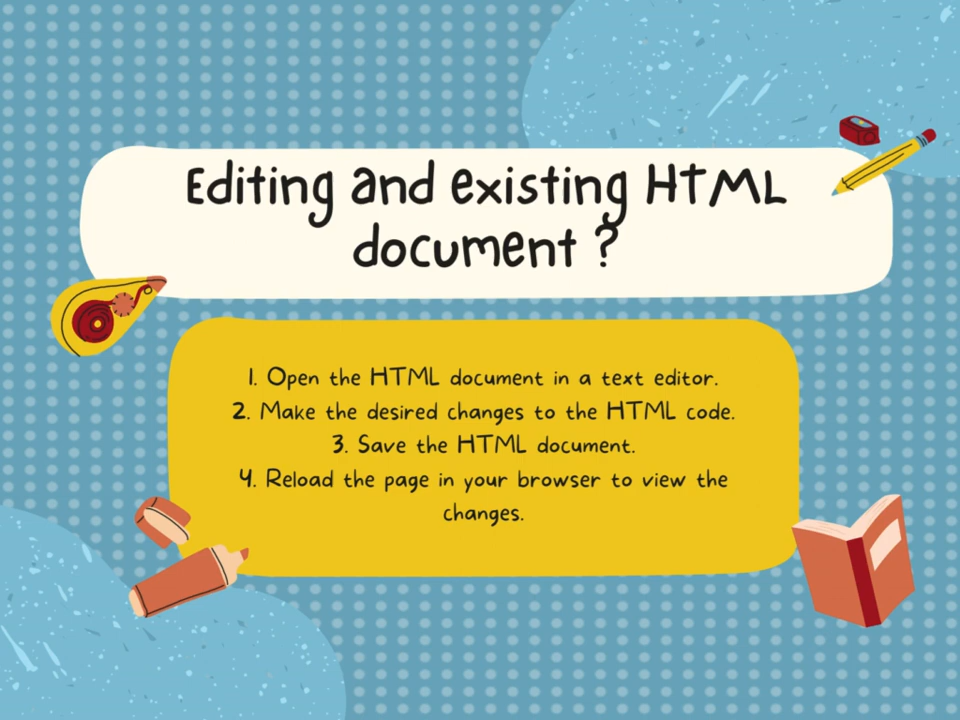 Editing and existing HTML
document ?
1. Open the HTML document in a text editor.
2. Make the desired changes to the HTML code.
3. Save the HTML document.
4. Reload the page in your browser to view the
changes.